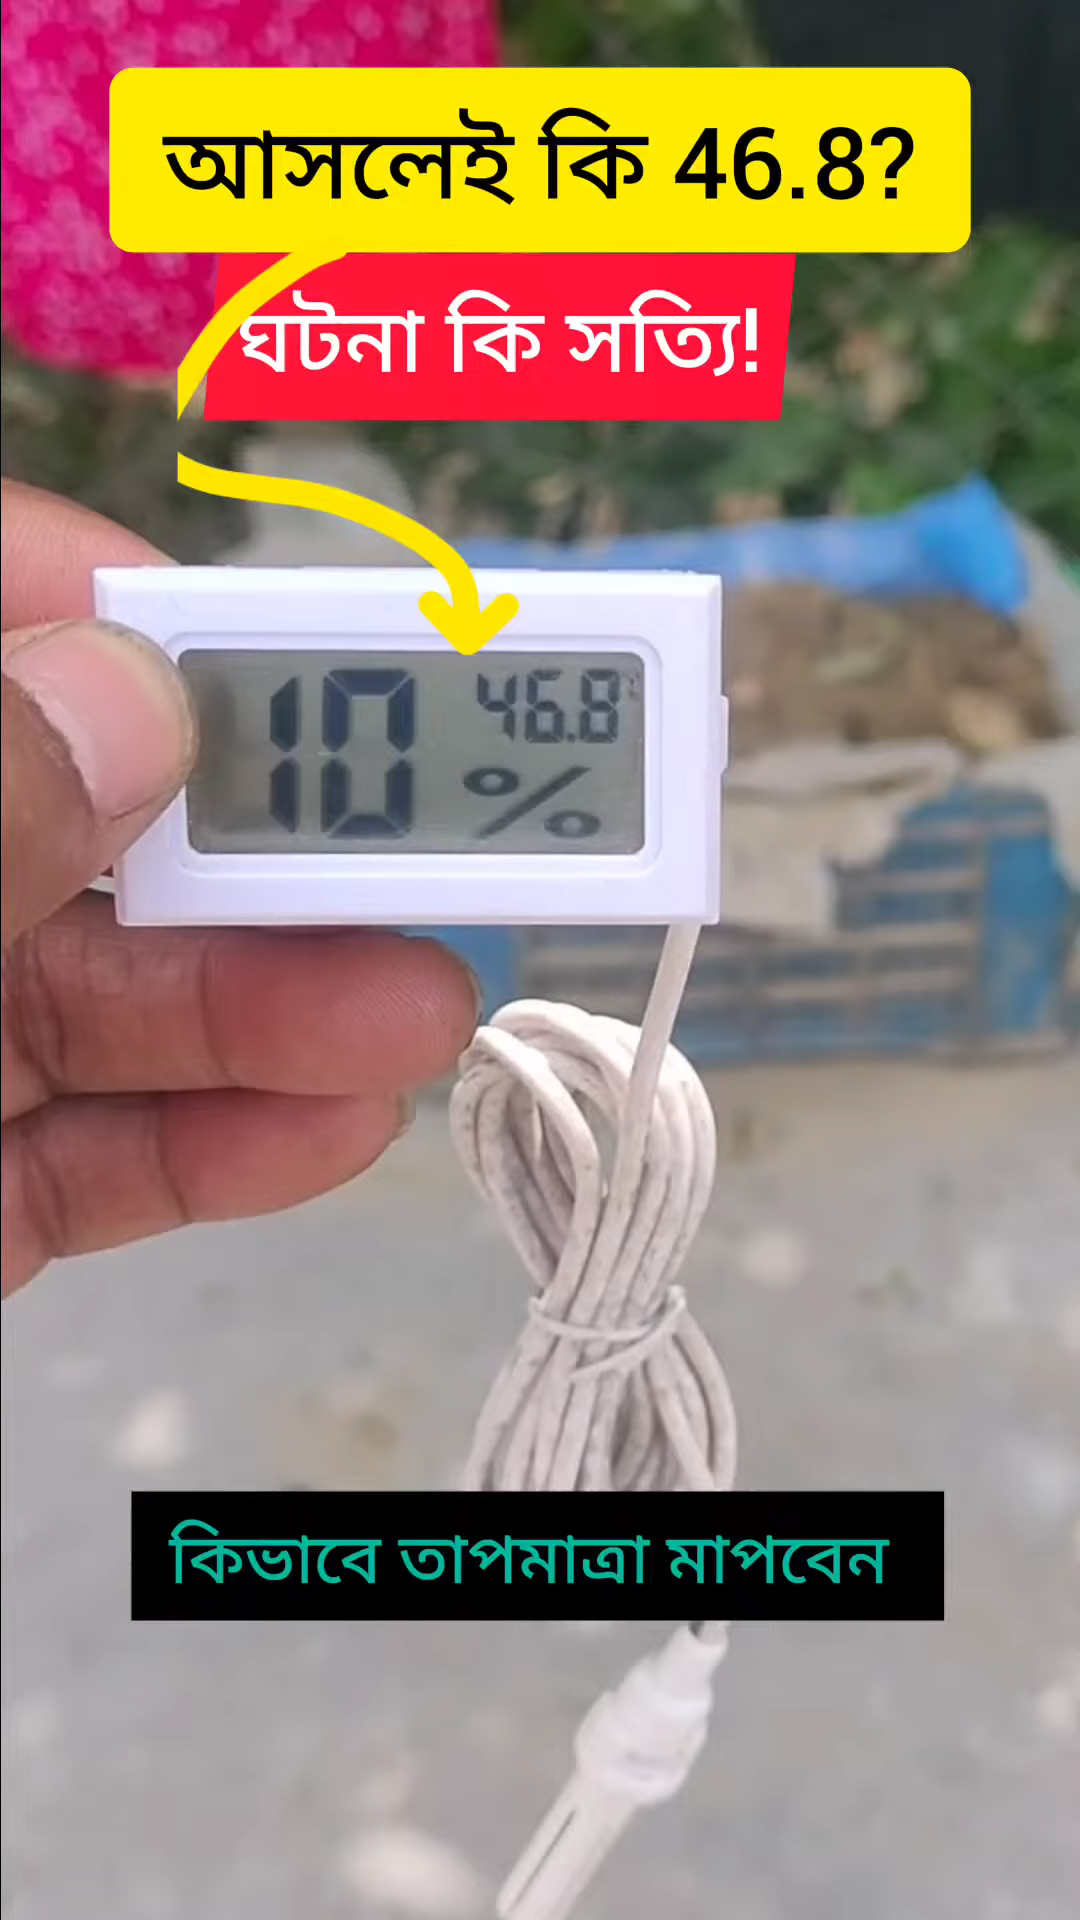 আসলেই কি 46.8?
ঘটনা কি সত্যি!
10 46.8℃
%
কিভাবে তাপমাত্রা মাপবেন